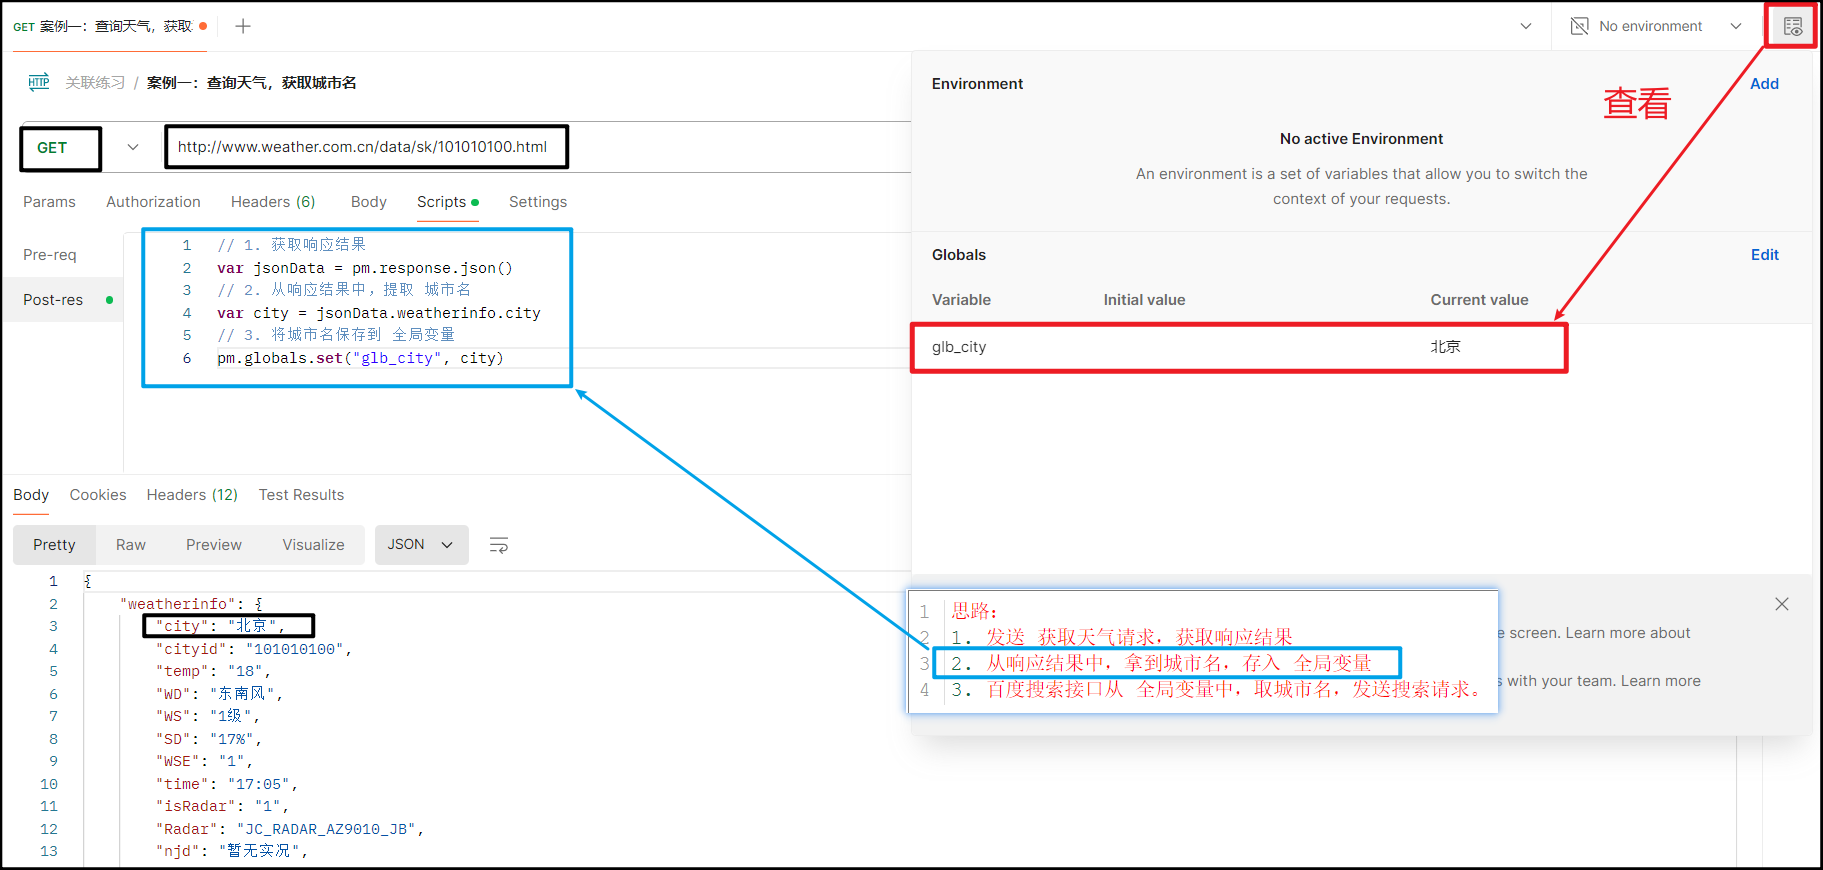 GET 案例一：查询天气，获取
No environment
HTTP 关联练习 / 案例一：查询天气，获取城市名
GET http://www.weather.com.cn/data/sk/101010100.html
Params Authorization Headers (6) Body Scripts Settings
Pre-req
Post-res
1 // 1. 获取响应结果
2 var jsonData = pm.response.json()
3 // 2. 从响应结果中，提取 城市名
4 var city = jsonData.weatherinfo.city
5 // 3. 将城市名保存到 全局变量
6 pm.globals.set("glb_city", city)
Environment Add
查看
No active Environment
An environment is a set of variables that allow you to switch the
context of your requests.
Globals Edit
Variable Initial value Current value
glb_city 北京
Body Cookies Headers (12) Test Results
Pretty Raw Preview Visualize JSON
1 {
2 "weatherinfo": {
3 "city": "北京",
4 "cityid": "101010100",
5 "temp": "18",
6 "WD": "东南风",
7 "WS": "1级",
8 "SD": "17%",
9 "WSE": "1",
10 "time": "17:05",
11 "isRadar": "1",
12 "Radar": "JC_RADAR_AZ9010_JB",
13 "njd": "暂无实况",
1 思路：
2 1. 发送 获取天气请求，获取响应结果
3 2. 从响应结果中，拿到城市名，存入 全局变量
4 3. 百度搜索接口从 全局变量中，取城市名，发送搜索请求。
e screen. Learn more about
s with your team. Learn more